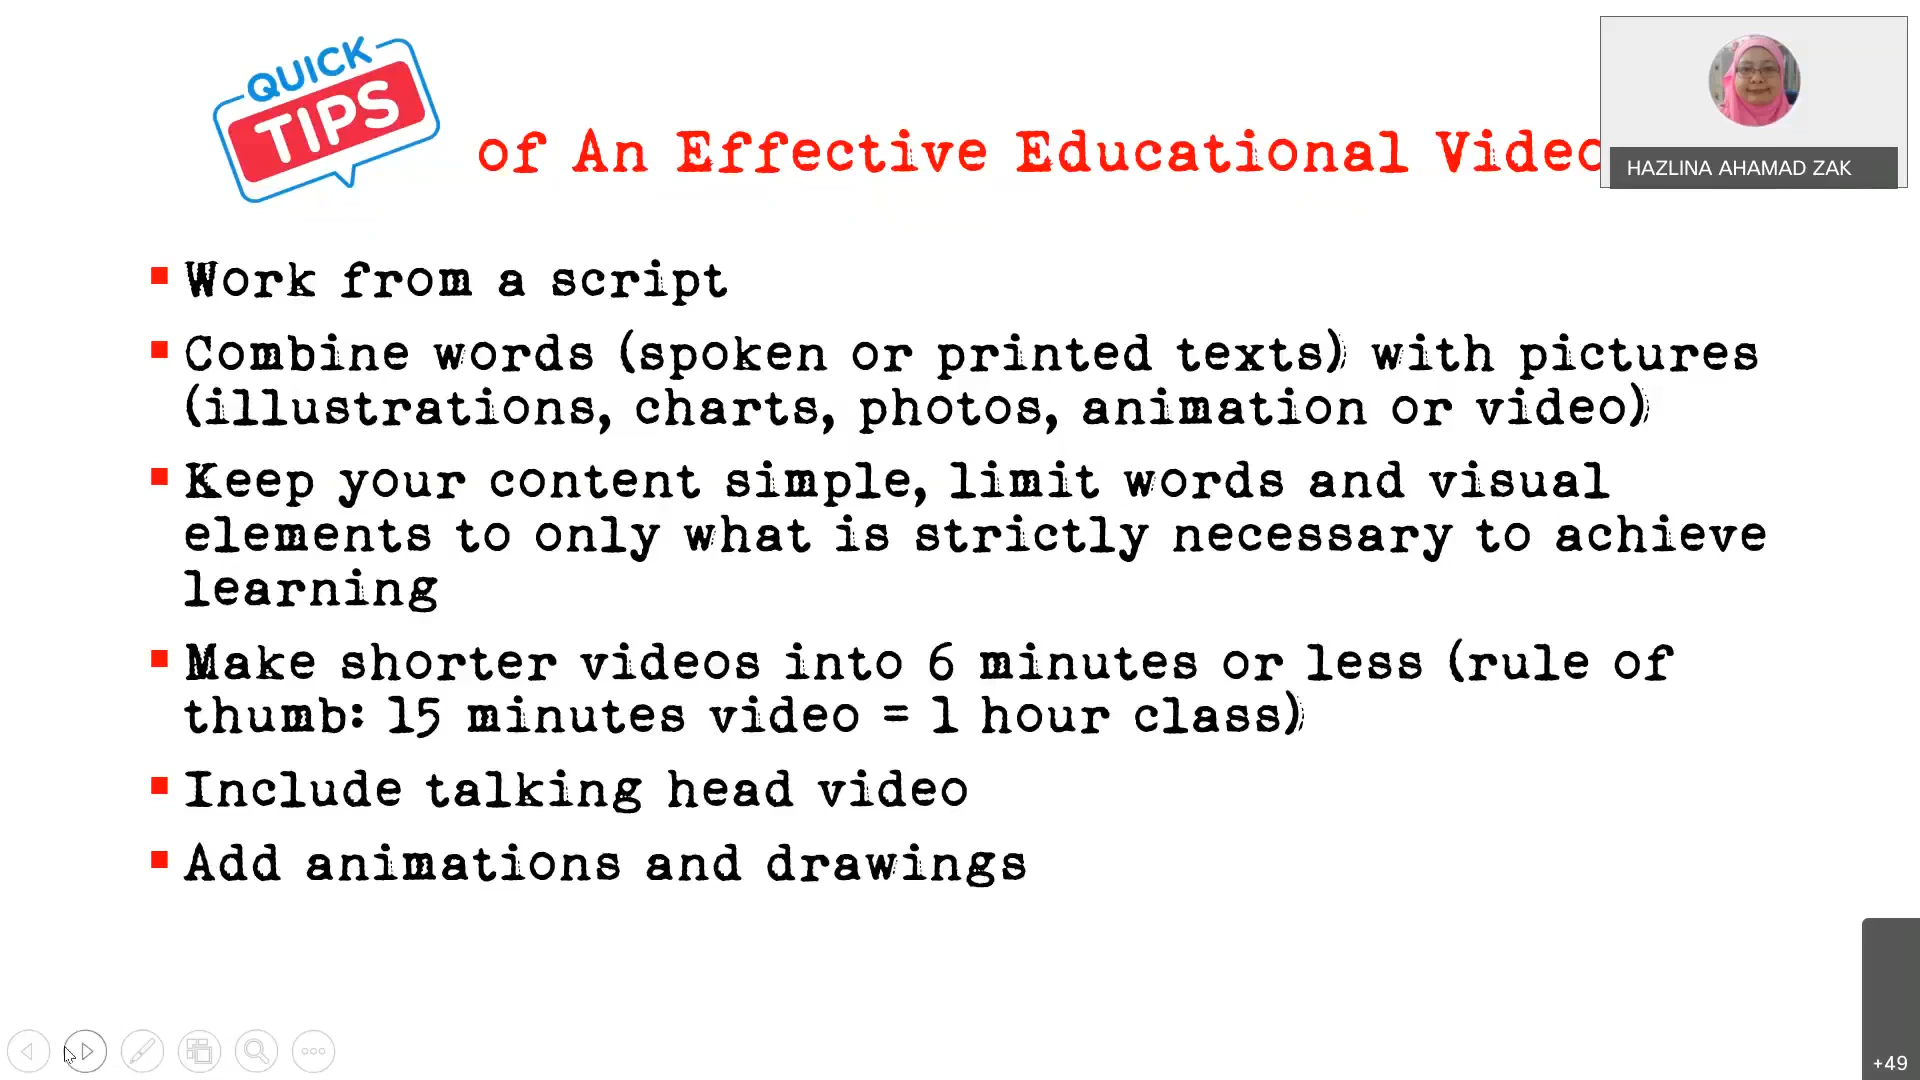 QUICK
TIPS
of An Effective Educational Video
HAZLINA AHAMAD ZAK
▪ Work from a script
▪ Combine words (spoken or printed texts) with pictures
(illustrations, charts, photos, animation or video)
▪ Keep your content simple, limit words and visual
elements to only what is strictly necessary to achieve
learning
▪ Make shorter videos into 6 minutes or less (rule of
thumb: 15 minutes video = 1 hour class)
▪ Include talking head video
▪ Add animations and drawings
+49